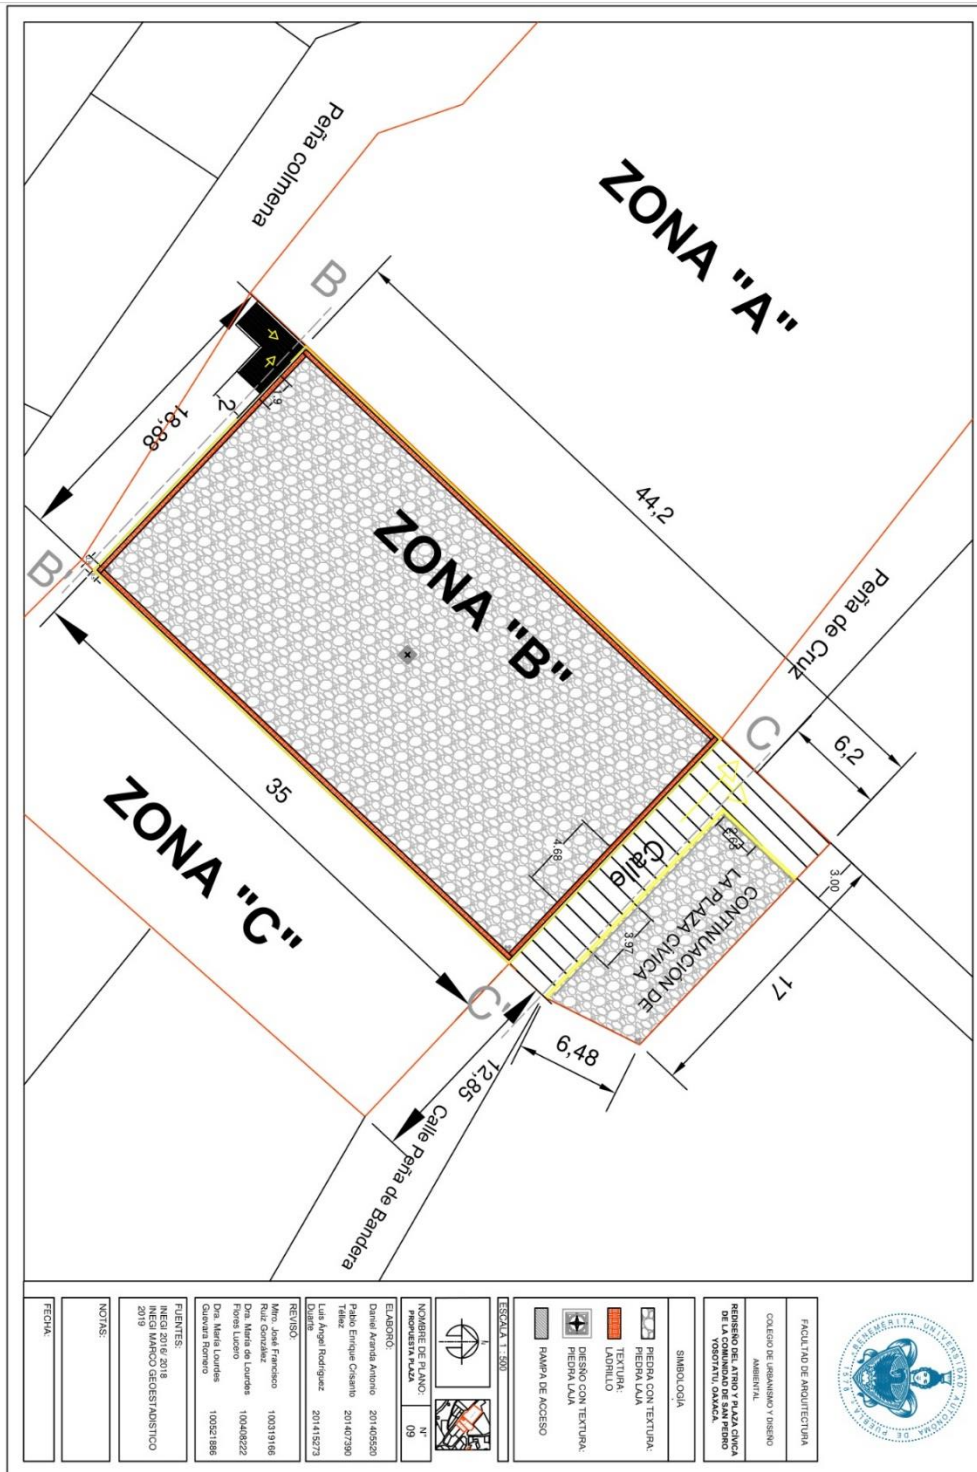 ZONA "A"
Peña colmena
B
18,88
2
B'
44,2
ZONA "B"
Peña de Cruz
C
6,2
35
ZONA "C"
4.68
Calle
3.97
3.00
CONTINUACIÓN DE
LA PLAZA CÍVICA
17
C'
6,48
12,85
Calle Peña de Bandera
BENEMÉRITA UNIVERSIDAD AUTÓNOMA DE PUEBLA
FACULTAD DE ARQUITECTURA
COLEGIO DE URBANISMO Y DISEÑO
AMBIENTAL
REDISEÑO DEL ATRIO Y PLAZA CÍVICA
DE LA COMUNIDAD DE SAN PEDRO
YOSOTATU, OAXACA.
SIMBOLOGÍA
PIEDRA CON TEXTURA:
PIEDRA LAJA
TEXTURA:
LADRILLO
DISEÑO CON TEXTURA:
PIEDRA LAJA
RAMPA DE ACCESO
ESCALA 1:500
NOMBRE DE PLANO:
PROPUESTA PLAZA
N°
09
ELABORÓ:
Daniel Aranda Antonio 201405520
Pablo Enrique Crisanto 201407390
Téllez
Luis Ángel Rodríguez 201415273
Duarte
REVISÓ:
Mtro. José Francisco 100319166
Ruiz González
Dra. María de Lourdes 100408222
Flores Lucero
Dra. María Lourdes 100521886
Guevara Romero
FUENTES:
INEGI 2016/ 2018
INEGI MARCO GEOESTADISTICO
2019
NOTAS:
FECHA: